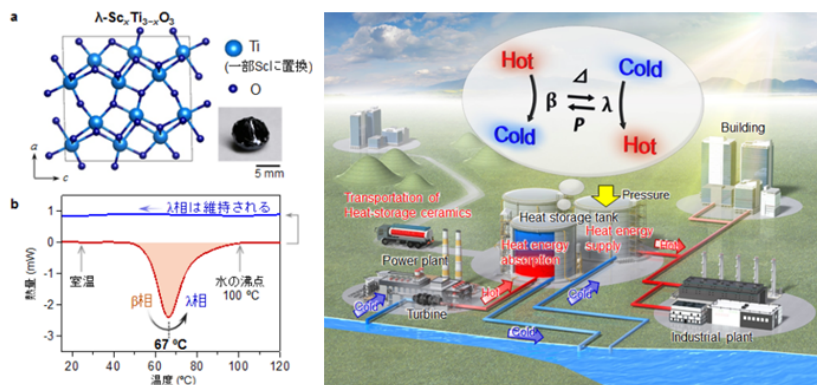 a
λ-ScxTi3-xO3
Ti
(一部Scに置換)
O
a
c
5 mm
b
λ相は維持される
室温
水の沸点
100 ºC
β相
λ相
67 ºC
熱量 (mW)
1
0
-1
-2
-3
20
40
60
80
100
120
温度 (ºC)
Hot
Cold
Δ
β
λ
P
Cold
Hot
Building
Pressure
Transportation of
Heat-storage ceramics
Heat storage tank
Heat energy
absorption
Heat energy
supply
Hot
Power plant
Cold
Hot
Cold
Turbine
Cold
Industrial plant